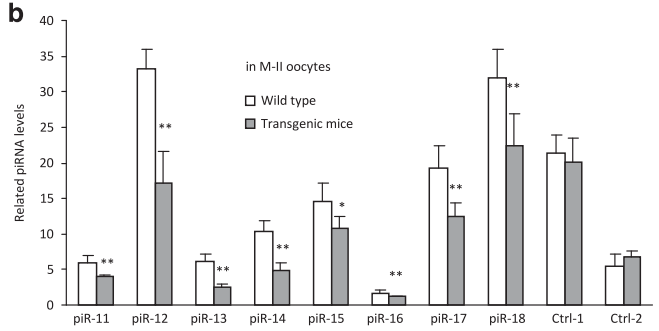 b
40
35
30
25
20
15
10
5
0
Related piRNA levels
in M-II oocytes
Wild type
Transgenic mice
**
**
**
**
*
**
**
**
piR-11 piR-12 piR-13 piR-14 piR-15 piR-16 piR-17 piR-18 Ctrl-1 Ctrl-2